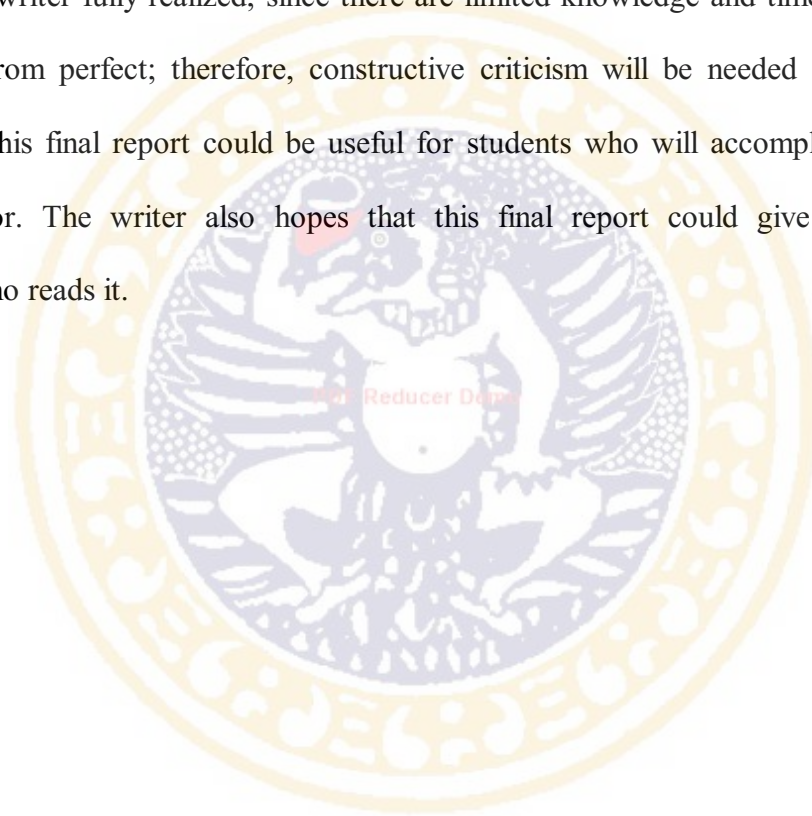 writer fully realized, since there are limited knowledge and time
rom perfect; therefore, constructive criticism will be needed
his final report could be useful for students who will accompl
or. The writer also hopes that this final report could give
o reads it.
PDF Reducer Demo